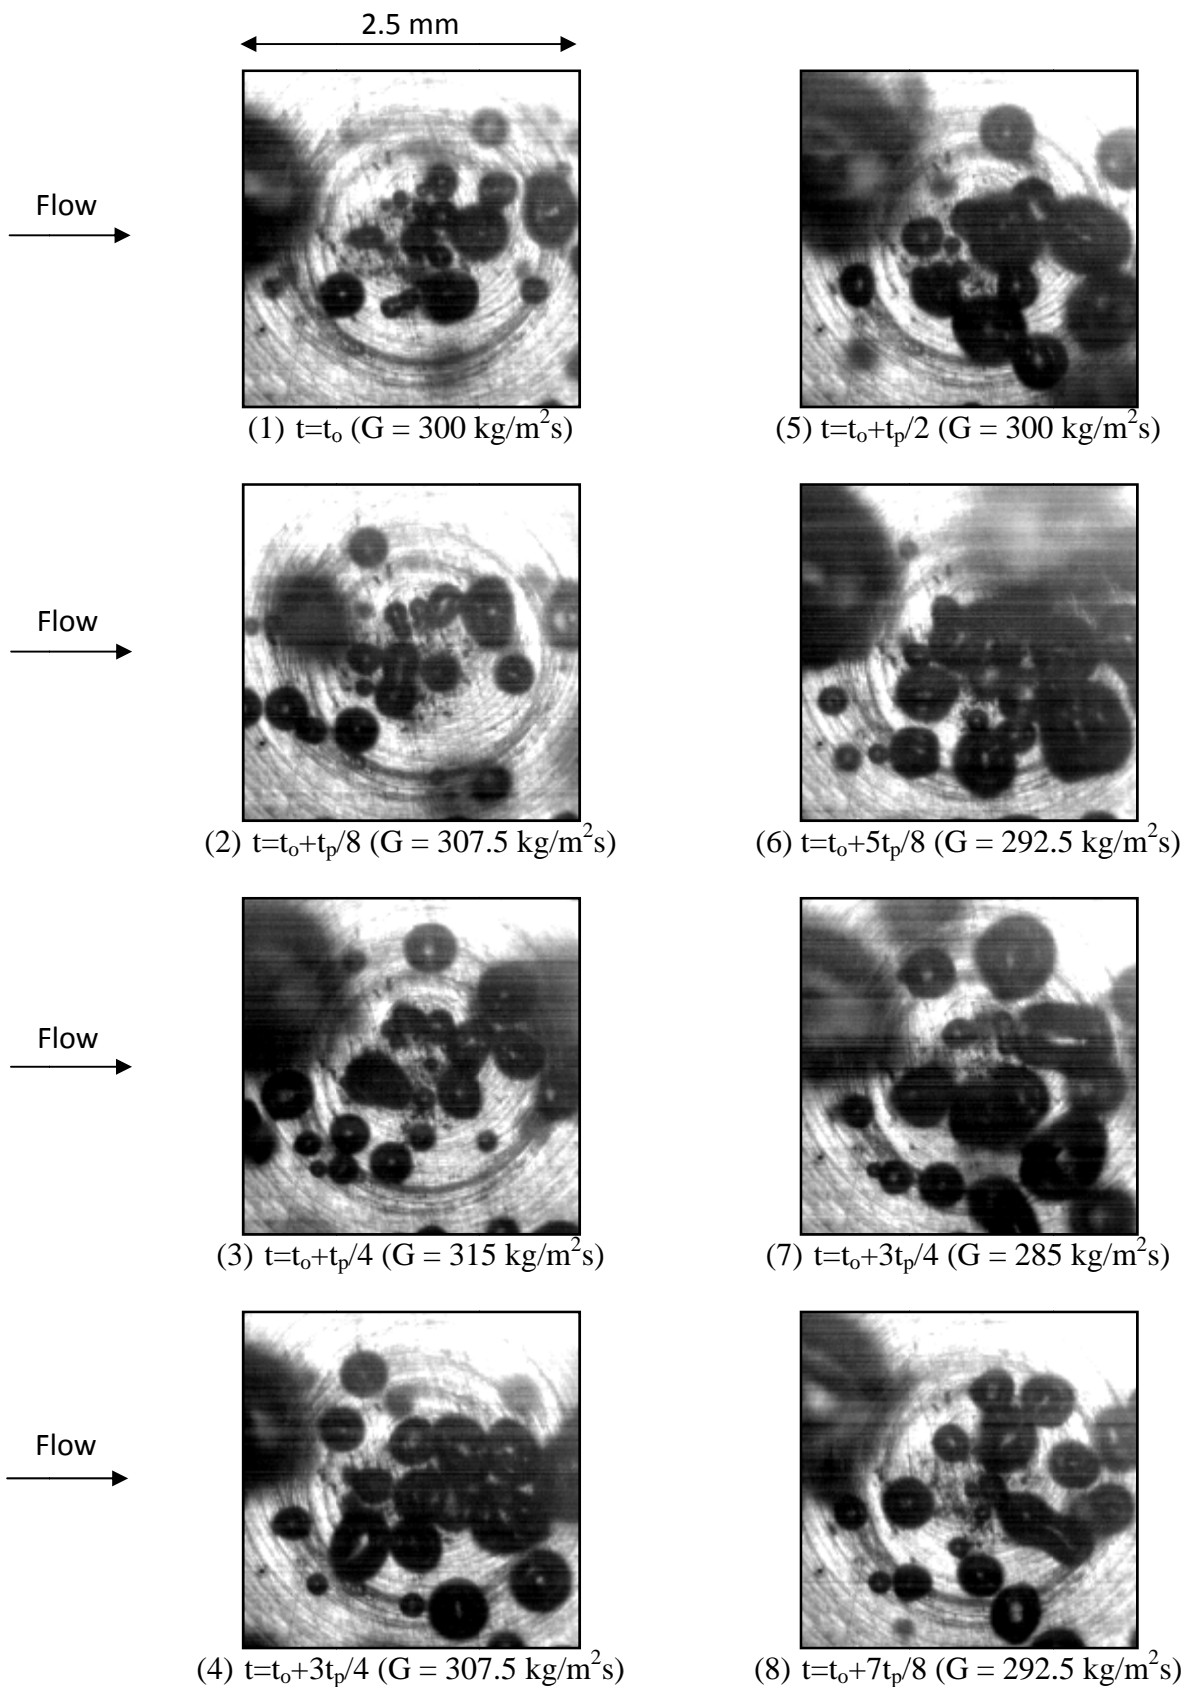 2.5 mm
Flow
(1) t=tₒ (G = 300 kg/m²s)
(5) t=tₒ+tₚ/2 (G = 300 kg/m²s)
Flow
(2) t=tₒ+tₚ/8 (G = 307.5 kg/m²s)
(6) t=tₒ+5tₚ/8 (G = 292.5 kg/m²s)
Flow
(3) t=tₒ+tₚ/4 (G = 315 kg/m²s)
(7) t=tₒ+3tₚ/4 (G = 285 kg/m²s)
Flow
(4) t=tₒ+3tₚ/4 (G = 307.5 kg/m²s)
(8) t=tₒ+7tₚ/8 (G = 292.5 kg/m²s)